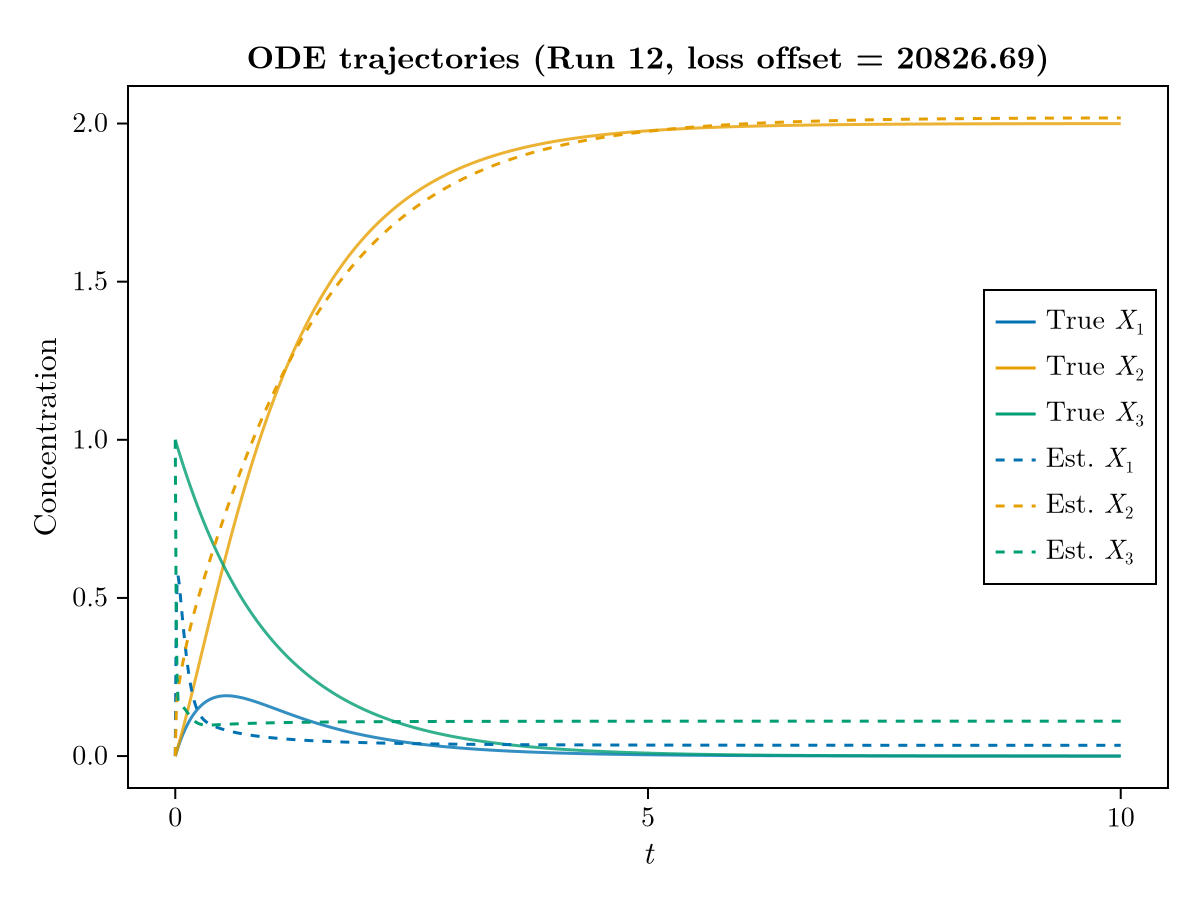 ODE trajectories (Run 12, loss offset = 20826.69)
2.0
1.5
1.0
0.5
0.0
Concentration
0
5
10
t
True X₁
True X₂
True X₃
Est. X₁
Est. X₂
Est. X₃